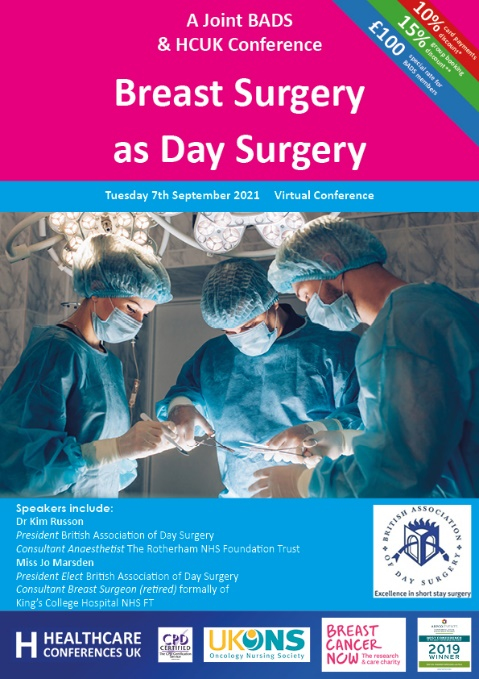 A Joint BADS
& HCUK Conference
10% card payments
discount*
15% group booking
discount**
£100 special rate for
BADS members
Breast Surgery
as Day Surgery
Tuesday 7th September 2021 Virtual Conference
Speakers include:
Dr Kim Russon
President British Association of Day Surgery
Consultant Anaesthetist The Rotherham NHS Foundation Trust
Miss Jo Marsden
President Elect British Association of Day Surgery
Consultant Breast Surgeon (retired) formally of
King's College Hospital NHS FT
BRITISH ASSOCIATION
OF DAY SURGERY
Excellence in short stay surgery
H HEALTHCARE
CONFERENCES UK
CPD
CERTIFIED
UKONS
Oncology Nursing Society
BREAST
CANCER
NOW The research
& care charity
2019
WINNER